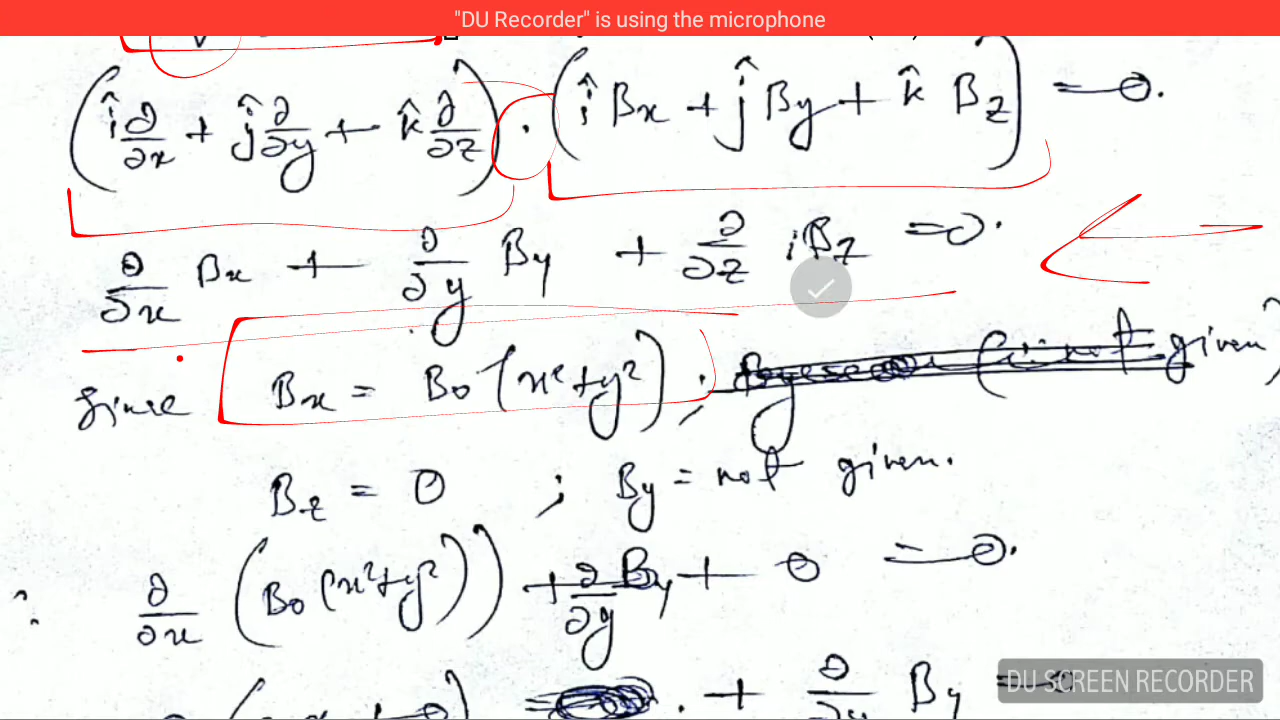 "DU Recorder" is using the microphone
(î ∂/∂x + ĵ ∂/∂y + k̂ ∂/∂z) · (î Bx + ĵ By + k̂ Bz) = 0.
∂/∂x Bx + ∂/∂y By + ∂/∂z Bz = 0.
Since Bx = B0 (x² + y²) ; given,
Bz = 0 ; By = not given.
∴ ∂/∂x (B0 (x² + y²)) + ∂/∂y By + 0 = 0.
+ ∂/∂y By
DU SCREEN RECORDER